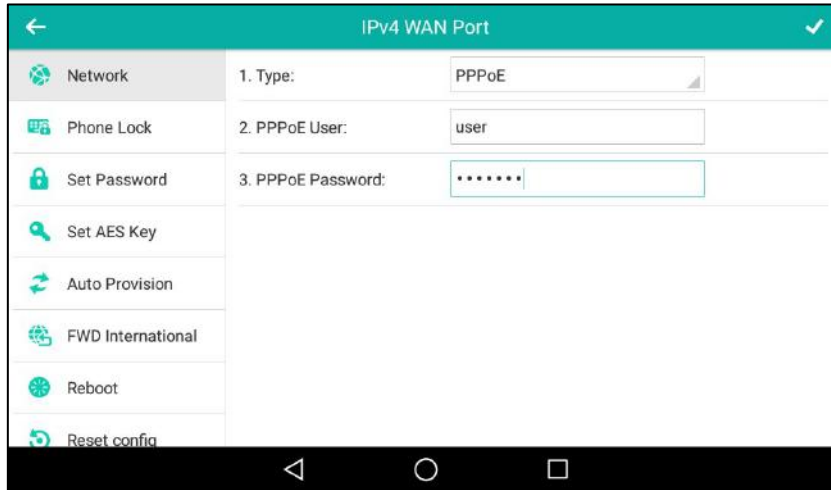 IPv4 WAN Port
Network
1. Type:
PPPoE
Phone Lock
2. PPPoE User:
user
Set Password
3. PPPoE Password:
•••••••
Set AES Key
Auto Provision
FWD International
Reboot
Reset config